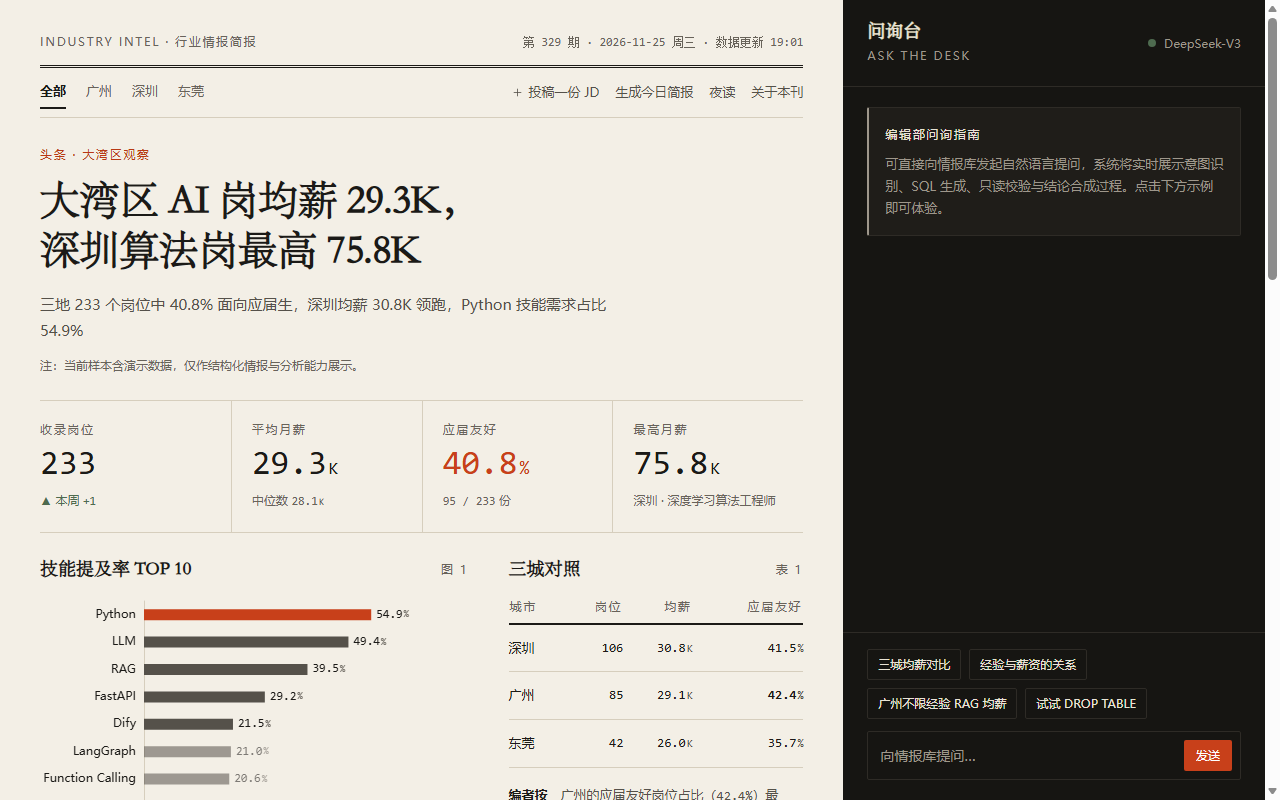 INDUSTRY INTEL · 行业情报简报
第 329 期 · 2026-11-25 周三 · 数据更新 19:01
全部 广州 深圳 东莞
+ 投稿一份 JD 生成今日简报 夜读 关于本刊
头条 · 大湾区观察
大湾区 AI 岗均薪 29.3K，
深圳算法岗最高 75.8K
三地 233 个岗位中 40.8% 面向应届生，深圳均薪 30.8K 领跑，Python 技能需求占比
54.9%
注：当前样本含演示数据，仅作结构化情报与分析能力展示。
收录岗位
233
▲ 本周 +1
平均月薪
29.3K
中位数 28.1K
应届友好
40.8%
95 / 233 份
最高月薪
75.8K
深圳 · 深度学习算法工程师
技能提及率 TOP 10
图 1
Python 54.9%
LLM 49.4%
RAG 39.5%
FastAPI 29.2%
Dify 21.5%
LangGraph 21.0%
Function Calling 20.6%
三城对照
表 1
城市 岗位 均薪 应届友好
深圳 106 30.8K 41.5%
广州 85 29.1K 42.4%
东莞 42 26.0K 35.7%
编者按 广州的应届友好岗位占比（42.4%）最
问询台
ASK THE DESK
DeepSeek-V3
编辑部问询指南
可直接向情报库发起自然语言提问，系统将实时展示意图识
别、SQL 生成、只读校验与结论合成过程。点击下方示例
即可体验。
三城均薪对比
经验与薪资的关系
广州不限经验 RAG 均薪
试试 DROP TABLE
向情报库提问…
发送